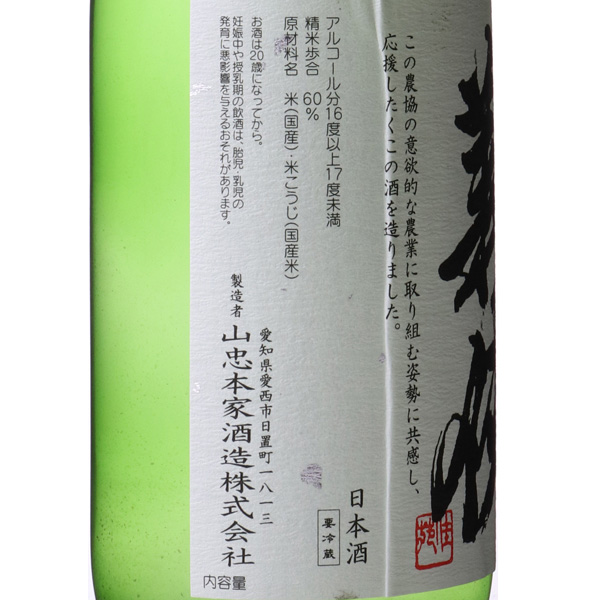 この農協の意欲的な農業に取り組む姿勢に共感し、
応援したくこの酒を造りました。
アルコール分16度以上17度未満
精米歩合 60%
原材料名 米(国産)・米こうじ(国産米)
お酒は20歳になってから。
妊娠中や授乳期の飲酒は、胎児・乳児の
発育に悪影響を与えるおそれがあります。
日本酒
要冷蔵
製造者
愛知県愛西市日置町一八一三
山忠本家酒造株式会社
内容量